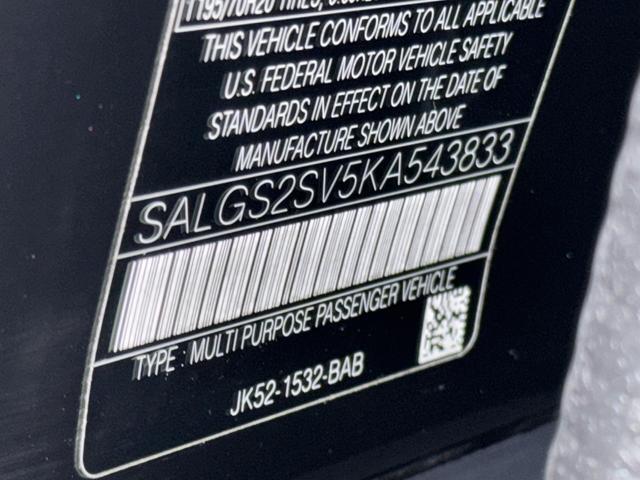 THIS VEHICLE CONFORMS TO ALL APPLICABLE
U.S. FEDERAL MOTOR VEHICLE SAFETY
STANDARDS IN EFFECT ON THE DATE OF
MANUFACTURE SHOWN ABOVE
SALGS2SV5KA543833
TYPE : MULTI PURPOSE PASSENGER VEHICLE
JK52-1532-BAB